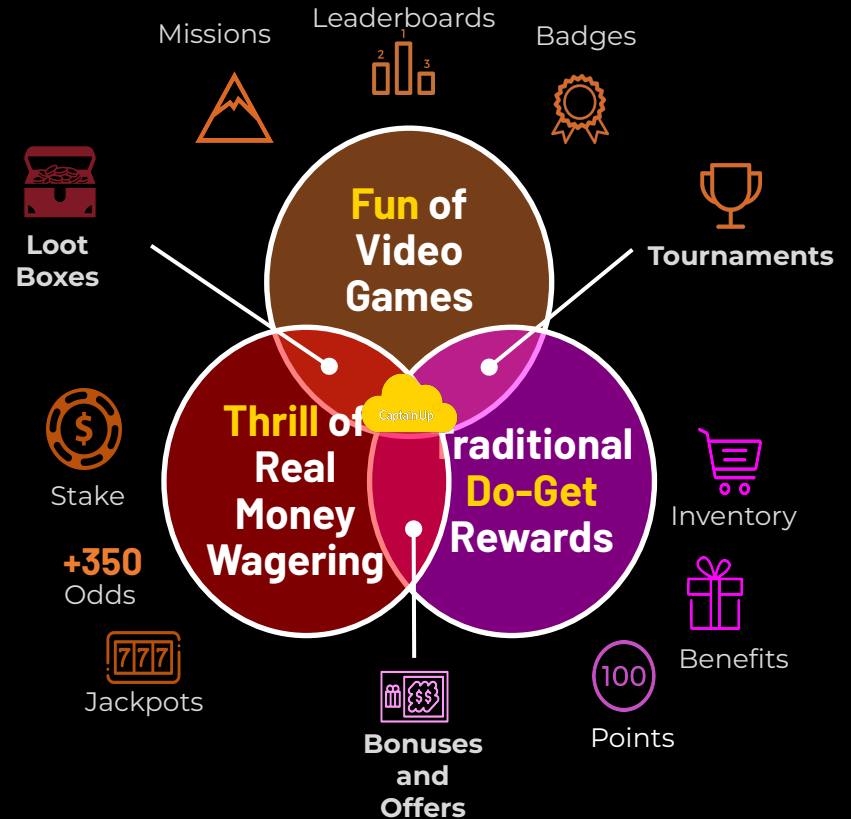 Missions
Leaderboards
Badges
1
2
3
Loot
Boxes
Tournaments
Fun of
Video
Games
CaptainUp
Thrill of
Real
Money
Wagering
raditional
Do-Get
Rewards
$
Stake
+350
Odds
777
Jackpots
Inventory
Benefits
100
Points
$$
Bonuses
and
Offers